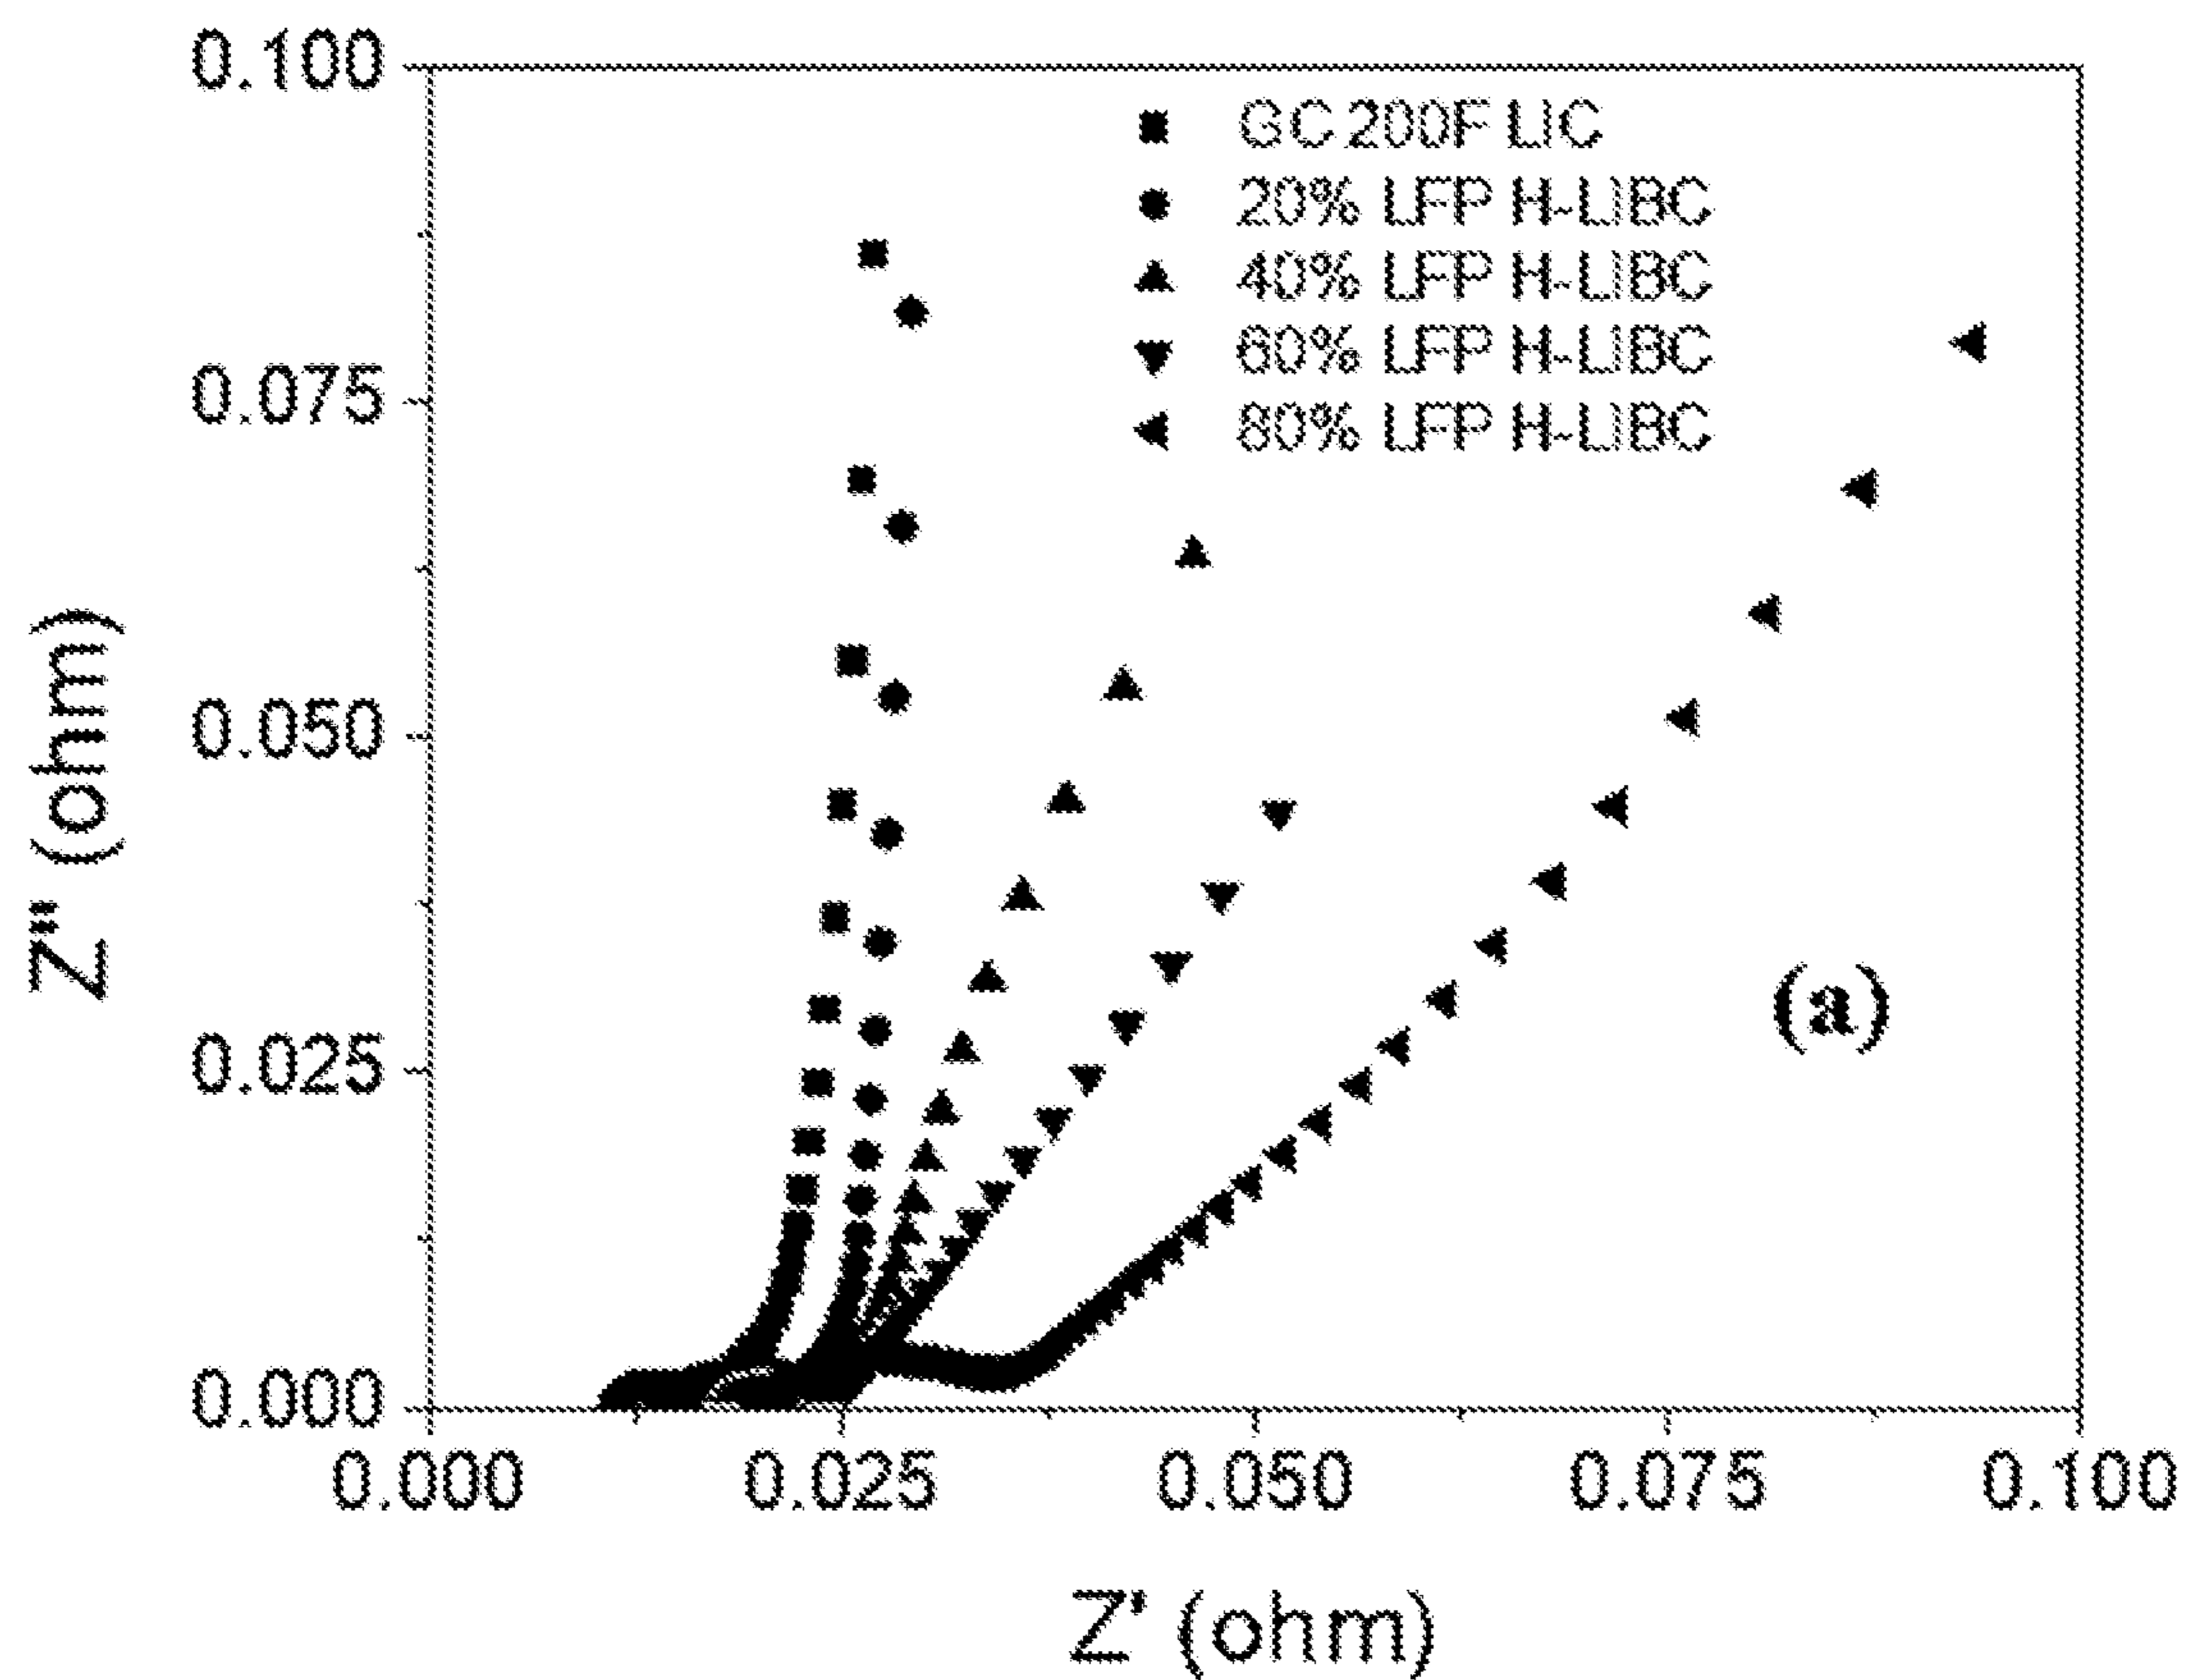 0.100
0.075
0.050
0.025
0.000
Z" (ohm)
GC 200F LIC
20% LFP H-LIBC
40% LFP H-LIBC
60% LFP H-LIBC
80% LFP H-LIBC
(a)
0.000 0.025 0.050 0.075 0.100
Z' (ohm)